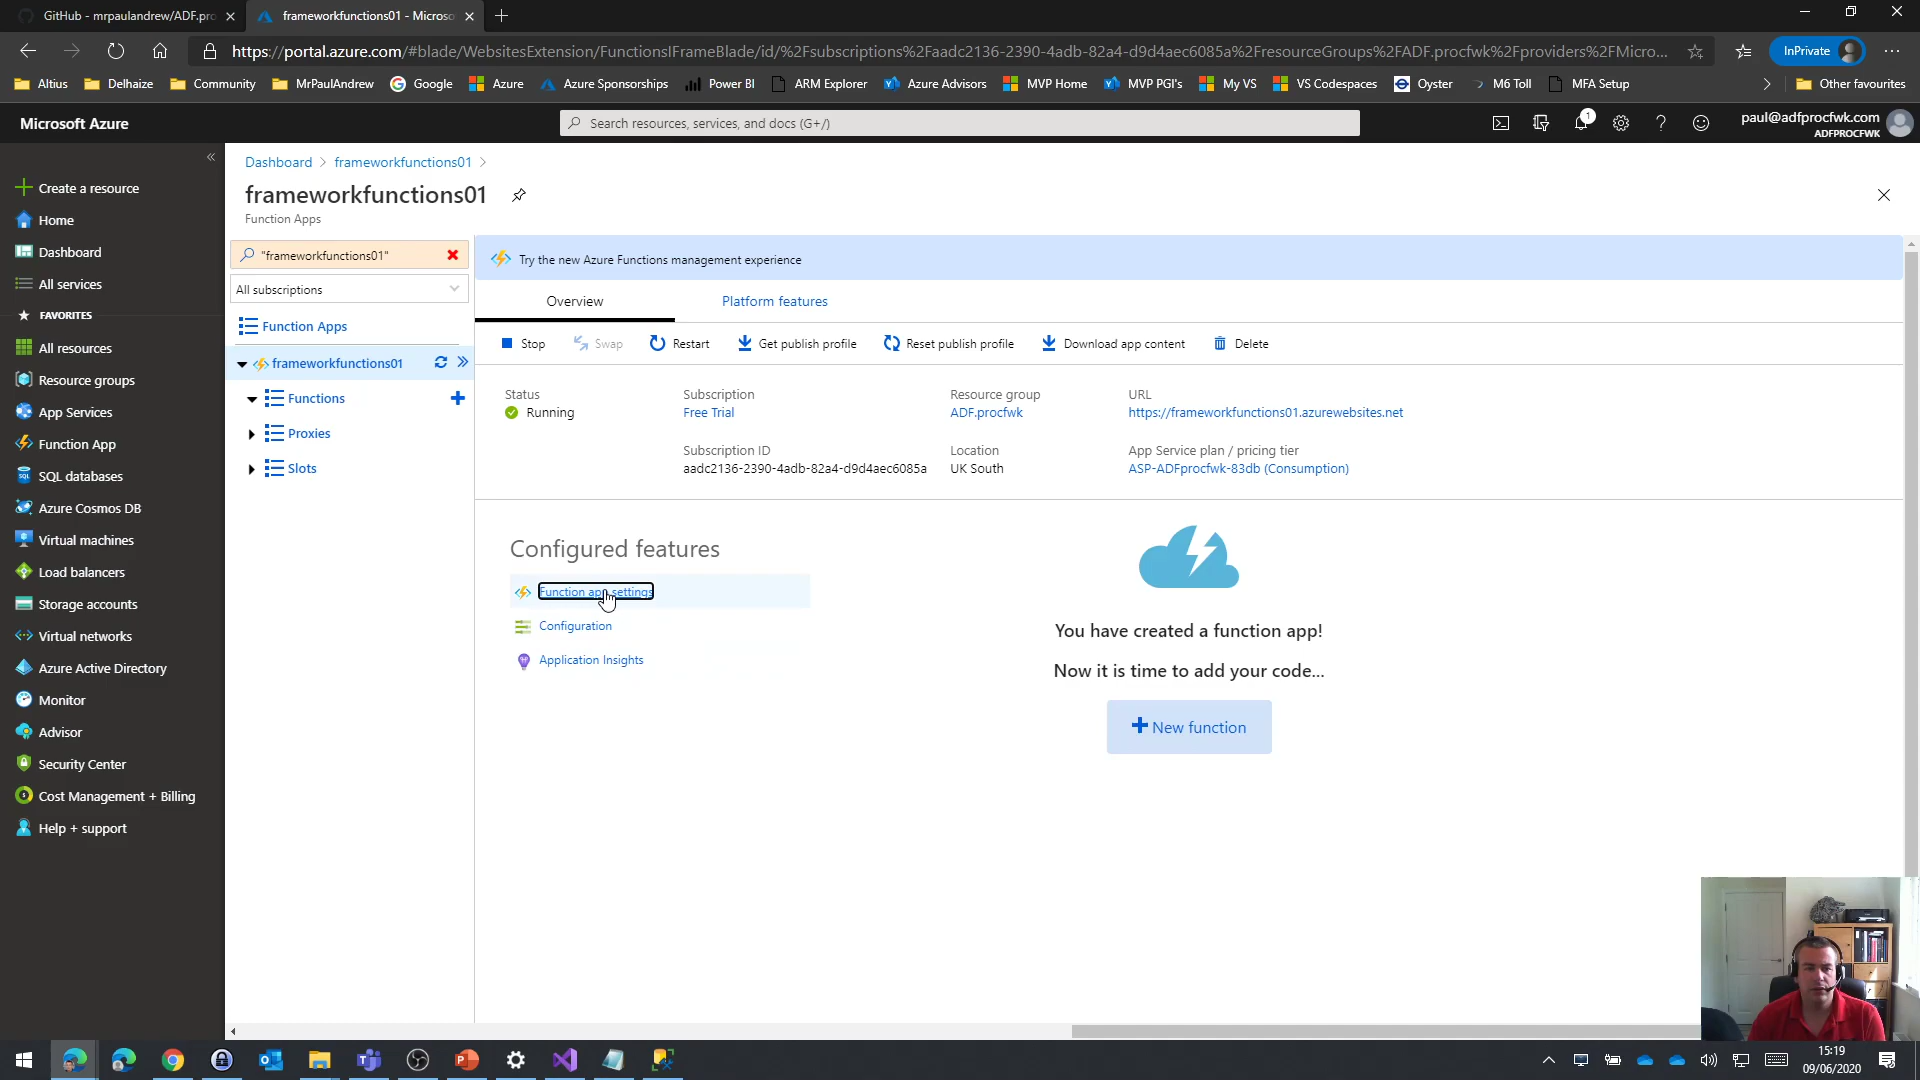 GitHub - mrpaulandrew/ADF.pro
frameworkfunctions01 - Microso
https://portal.azure.com/#blade/WebsitesExtension/FunctionsIFrameBlade/id/%2Fsubscriptions%2Faadc2136-2390-4adb-82a4-d9d4aec6085a%2FresourceGroups%2FADF.procfwk%2Fproviders%2FMicro...
InPrivate
Altius
Delhaize
Community
MrPaulAndrew
Google
Azure
Azure Sponsorships
Power BI
ARM Explorer
Azure Advisors
MVP Home
MVP PGI's
My VS
VS Codespaces
Oyster
M6 Toll
MFA Setup
Other favourites
Microsoft Azure
Search resources, services, and docs (G+/)
1
paul@adfprocfwk.com
ADFPROCFWK
Create a resource
Home
Dashboard
All services
FAVORITES
All resources
Resource groups
App Services
Function App
SQL databases
Azure Cosmos DB
Virtual machines
Load balancers
Storage accounts
Virtual networks
Azure Active Directory
Monitor
Advisor
Security Center
Cost Management + Billing
Help + support
Dashboard > frameworkfunctions01 >
frameworkfunctions01
Function Apps
"frameworkfunctions01"
All subscriptions
Function Apps
frameworkfunctions01
Functions
Proxies
Slots
Try the new Azure Functions management experience
Overview
Platform features
Stop
Swap
Restart
Get publish profile
Reset publish profile
Download app content
Delete
Status
Running
Subscription
Free Trial
Resource group
ADF.procfwk
URL
https://frameworkfunctions01.azurewebsites.net
Subscription ID
aadc2136-2390-4adb-82a4-d9d4aec6085a
Location
UK South
App Service plan / pricing tier
ASP-ADFprocfwk-83db (Consumption)
Configured features
Function app settings
Configuration
Application Insights
You have created a function app!
Now it is time to add your code...
New function
15:19
09/06/2020